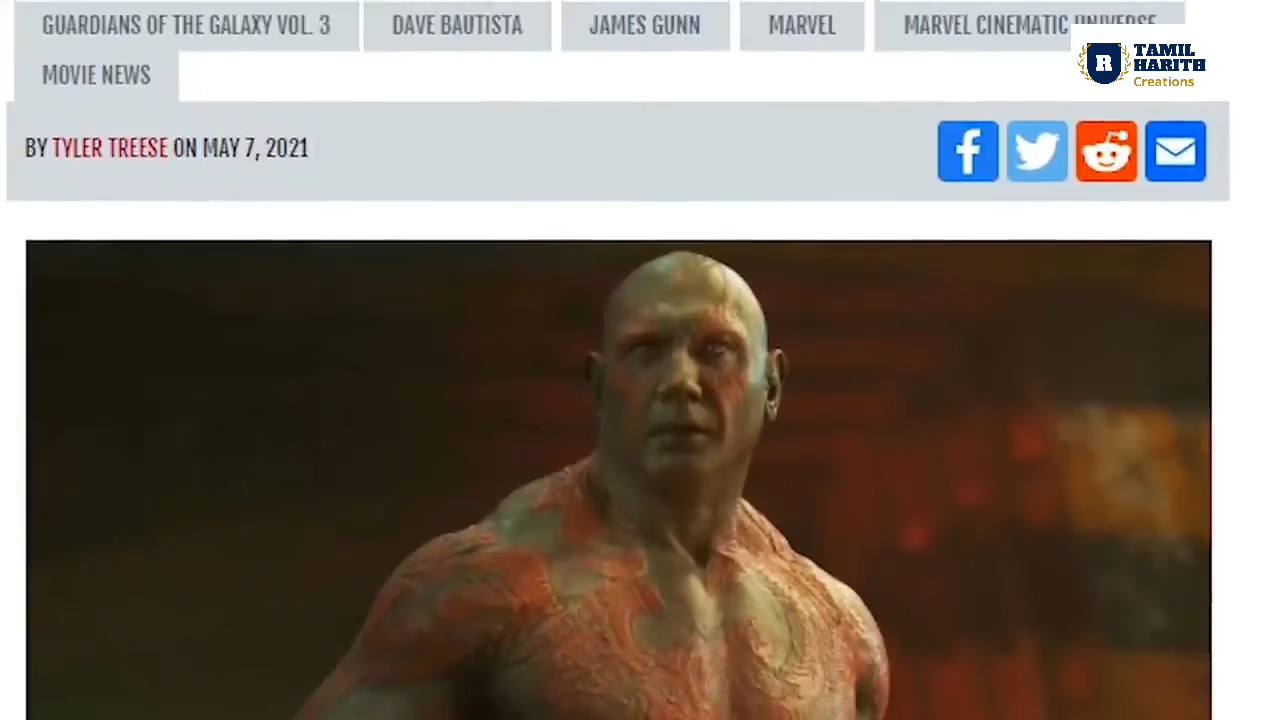 GUARDIANS OF THE GALAXY VOL. 3 DAVE BAUTISTA JAMES GUNN MARVEL MARVEL CINEMATIC UNIVERSE
MOVIE NEWS
R TAMIL HARITH Creations
BY TYLER TREESE ON MAY 7, 2021